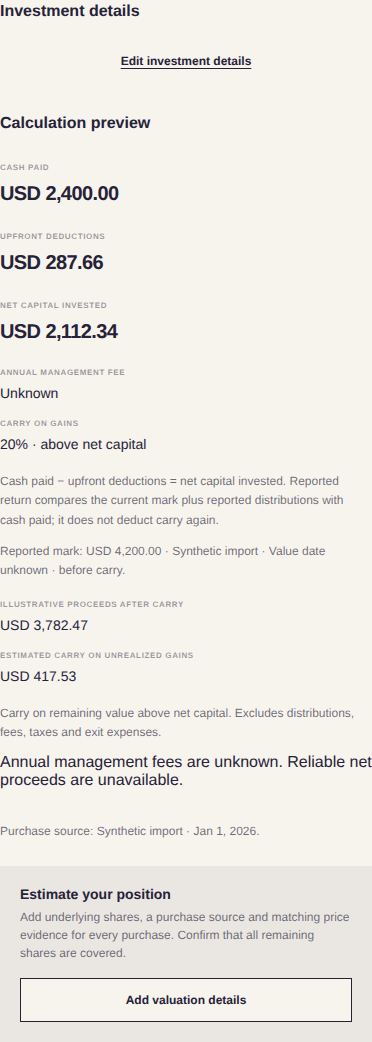 Investment details
Edit investment details
Calculation preview
CASH PAID
USD 2,400.00
UPFRONT DEDUCTIONS
USD 287.66
NET CAPITAL INVESTED
USD 2,112.34
ANNUAL MANAGEMENT FEE
Unknown
CARRY ON GAINS
20% · above net capital
Cash paid − upfront deductions = net capital invested. Reported
return compares the current mark plus reported distributions with
cash paid; it does not deduct carry again.
Reported mark: USD 4,200.00 · Synthetic import · Value date
unknown · before carry.
ILLUSTRATIVE PROCEEDS AFTER CARRY
USD 3,782.47
ESTIMATED CARRY ON UNREALIZED GAINS
USD 417.53
Carry on remaining value above net capital. Excludes distributions,
fees, taxes and exit expenses.
Annual management fees are unknown. Reliable net
proceeds are unavailable.
Purchase source: Synthetic import · Jan 1, 2026.
Estimate your position
Add underlying shares, a purchase source and matching price
evidence for every purchase. Confirm that all remaining
shares are covered.
Add valuation details